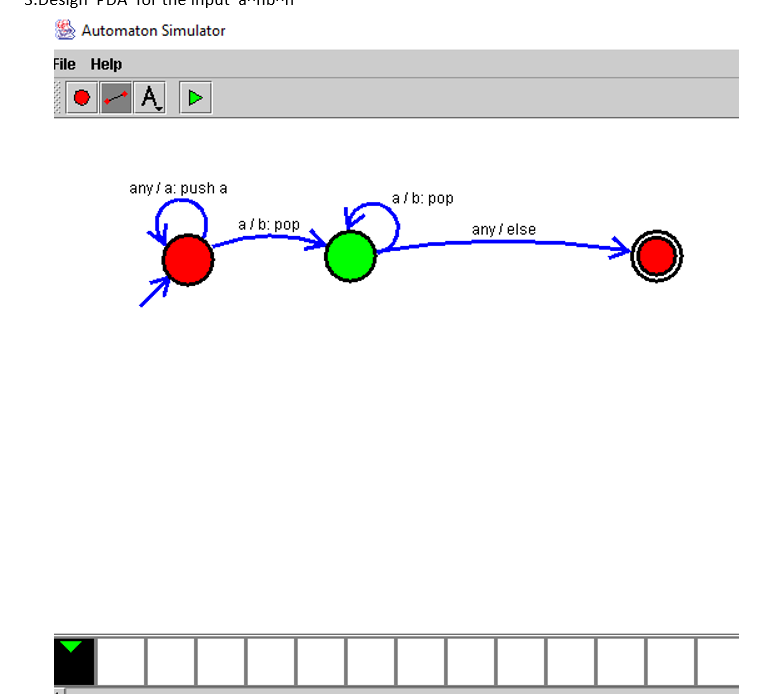 3.Design PDA for the input a^nb^n
Automaton Simulator
File Help
A
any / a: push a
a / b: pop
a / b: pop
any / else